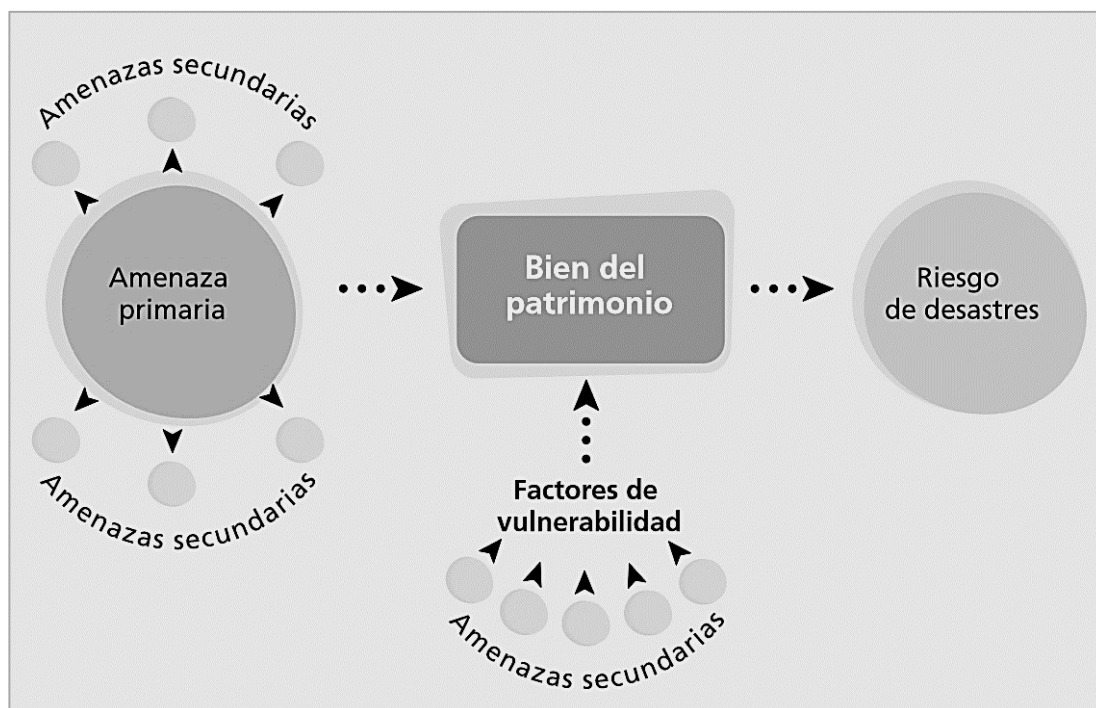 Amenazas secundarias
Amenaza
primaria
Amenazas secundarias
Bien del
patrimonio
Riesgo
de desastres
Factores de
vulnerabilidad
Amenazas secundarias